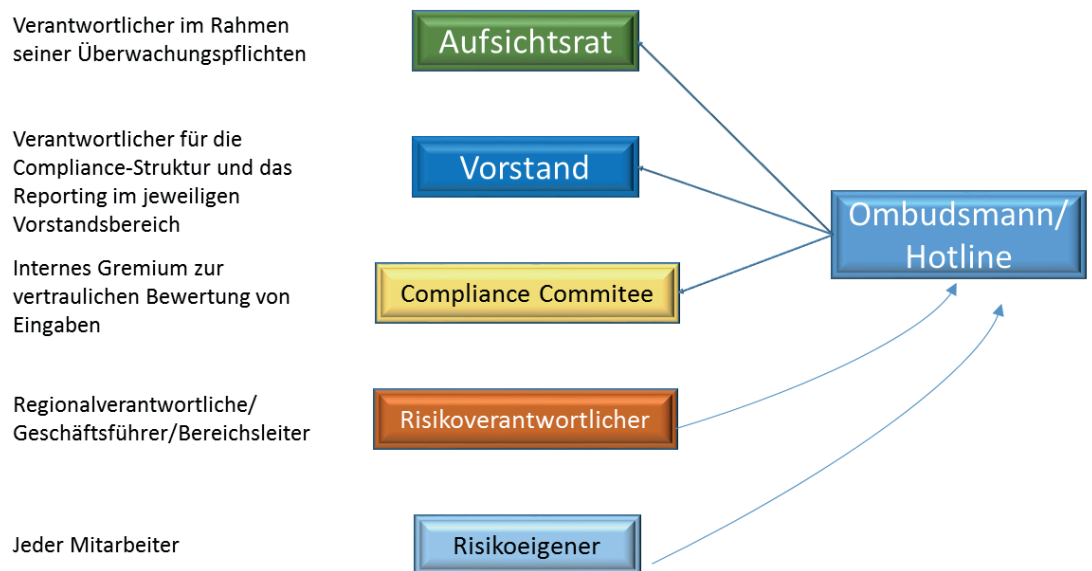 Verantwortlicher im Rahmen
seiner Überwachungspflichten
Aufsichtsrat
Verantwortlicher für die
Compliance-Struktur und das
Reporting im jeweiligen
Vorstandsbereich
Vorstand
Ombudsmann/
Hotline
Internes Gremium zur
vertraulichen Bewertung von
Eingaben
Compliance Commitee
Regionalverantwortliche/
Geschäftsführer/Bereichsleiter
Risikoverantwortlicher
Jeder Mitarbeiter
Risikoeigener